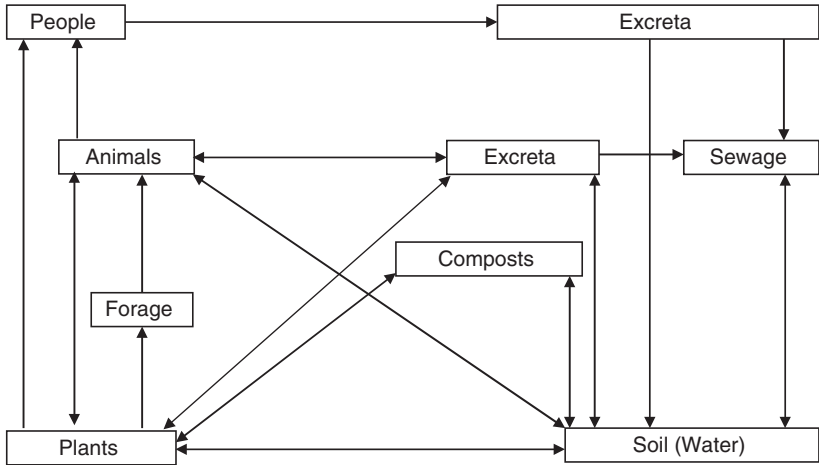 People
Excreta
Animals
Excreta
Sewage
Composts
Forage
Plants
Soil (Water)